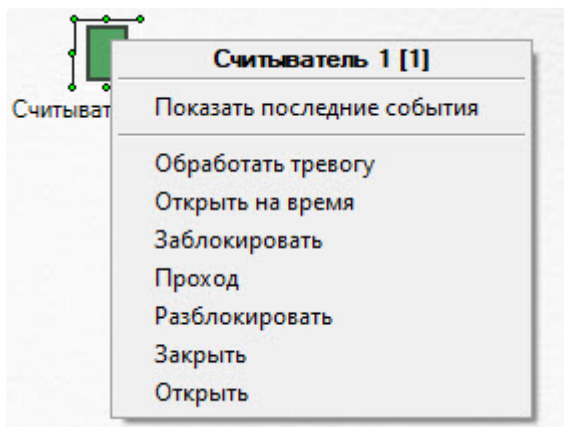 Считыватель 1 [1]
Считыват
Показать последние события
Обработать тревогу
Открыть на время
Заблокировать
Проход
Разблокировать
Закрыть
Открыть